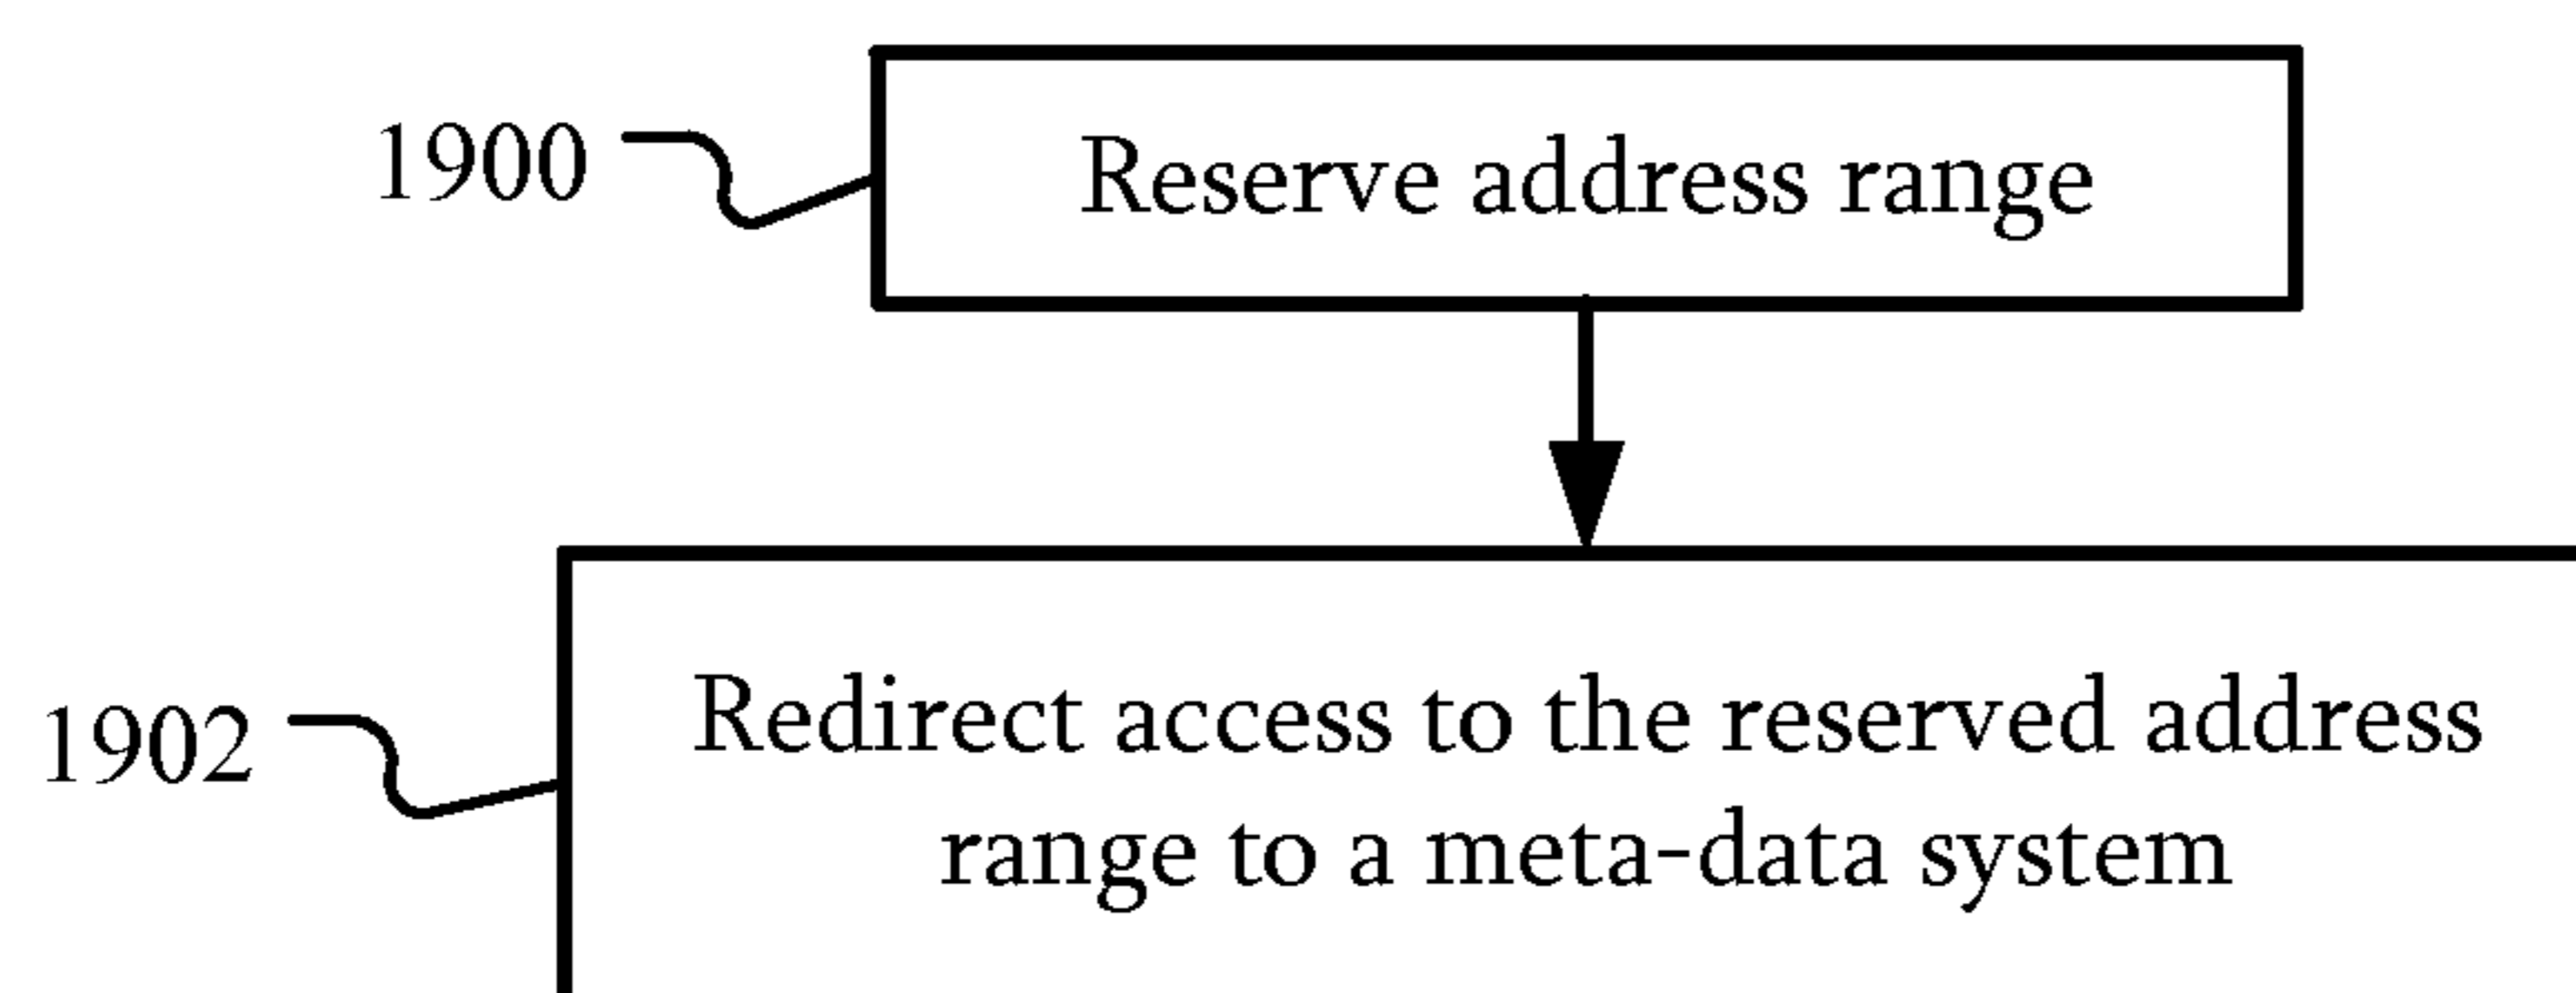 1900
Reserve address range
1902
Redirect access to the reserved address
range to a meta-data system